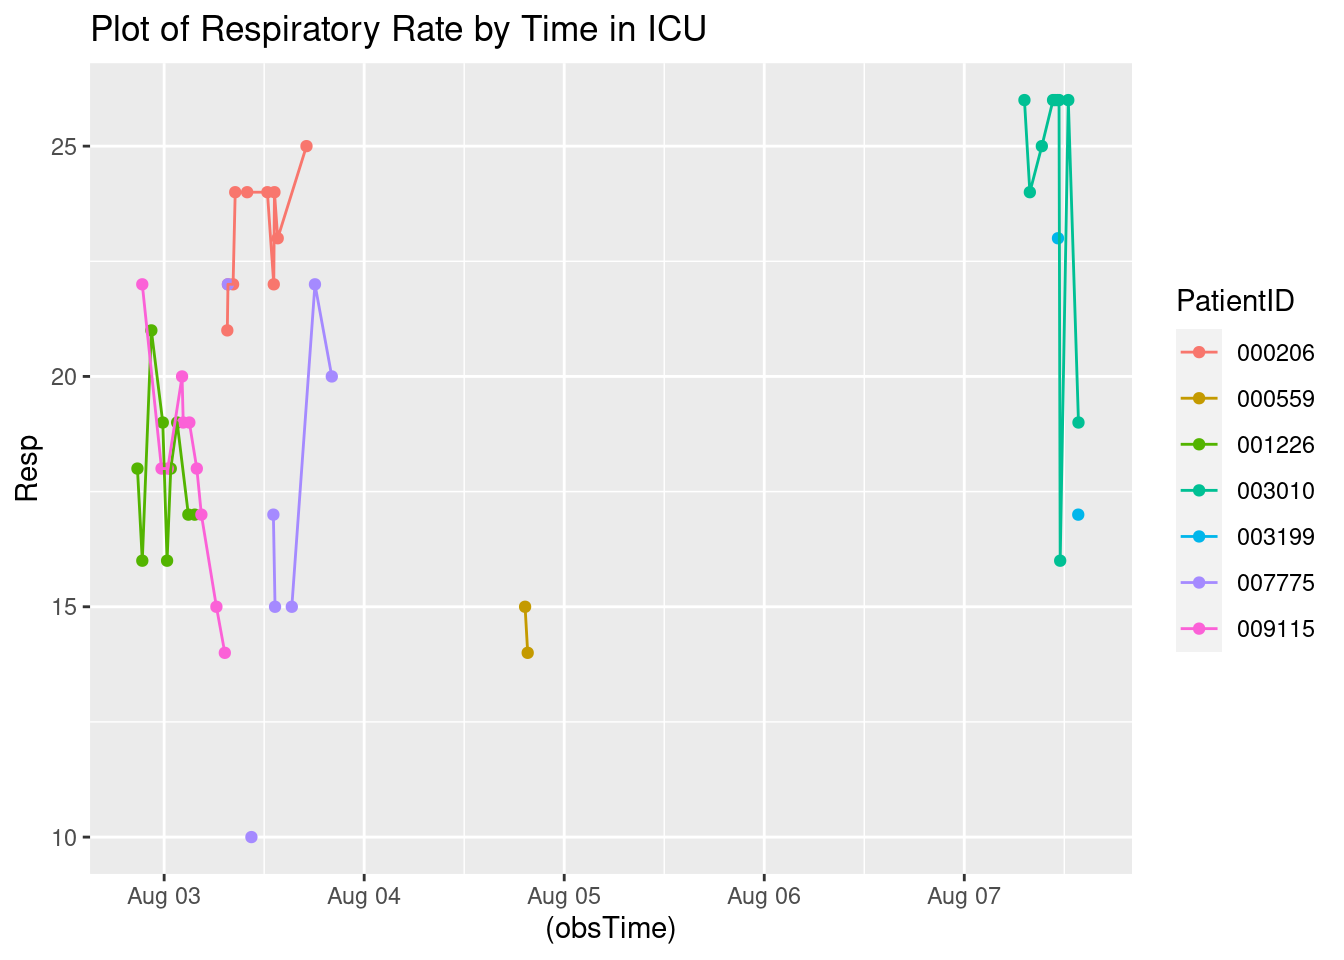 Plot of Respiratory Rate by Time in ICU
Resp
25
20
15
10
Aug 03 Aug 04 Aug 05 Aug 06 Aug 07
(obsTime)
PatientID
000206
000559
001226
003010
003199
007775
009115